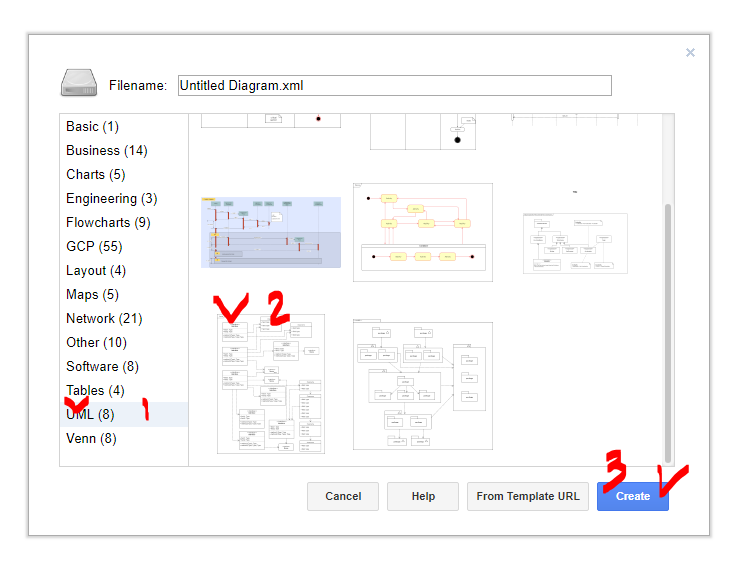 Filename: Untitled Diagram.xml
Basic (1)
Business (14)
Charts (5)
Engineering (3)
Flowcharts (9)
GCP (55)
Layout (4)
Maps (5)
Network (21)
Other (10)
Software (8)
Tables (4)
UML (8) 1
Venn (8)
2
3
Cancel Help From Template URL Create